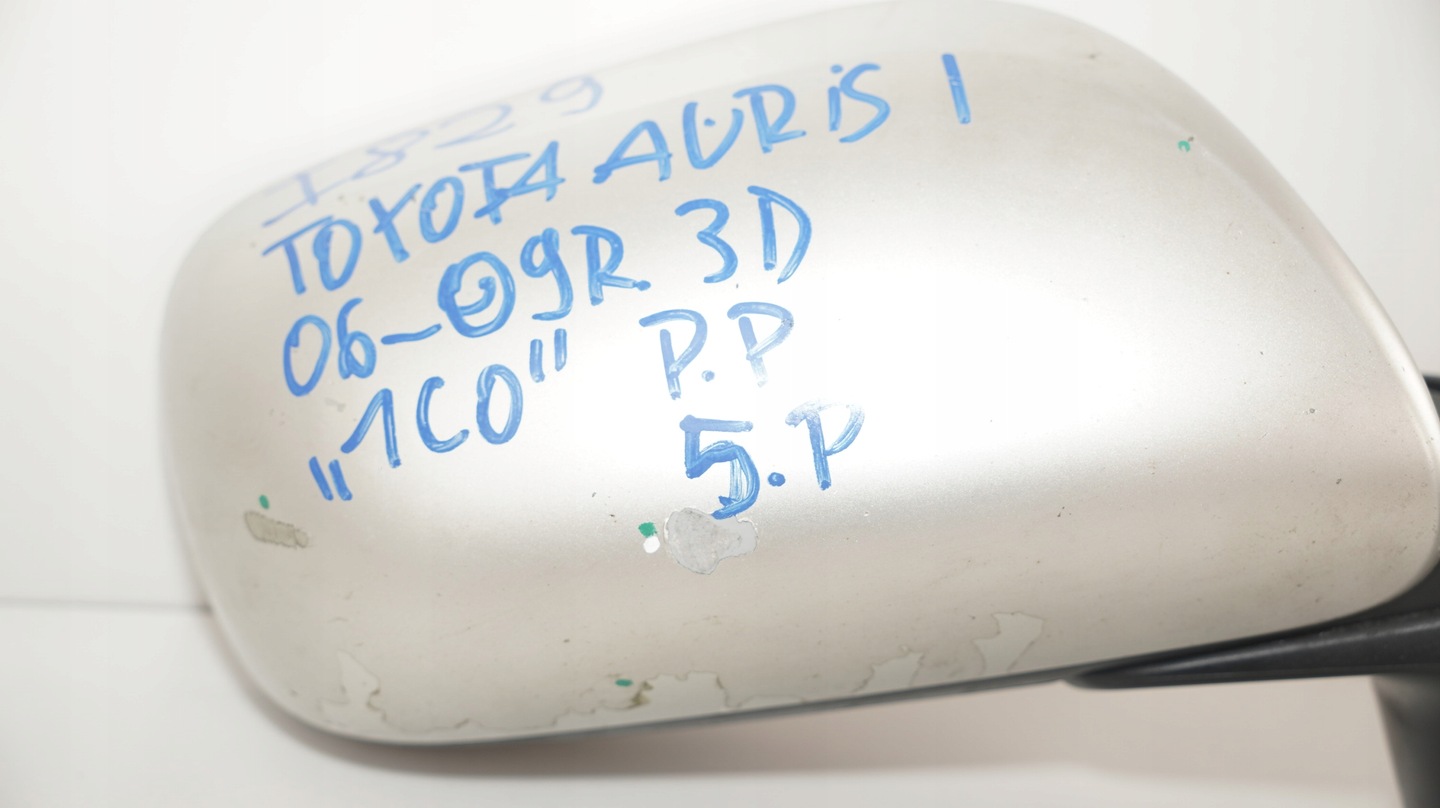 1829
TOYOTA AURiS I
06-09R 3D
„1C0" P.P
5.P